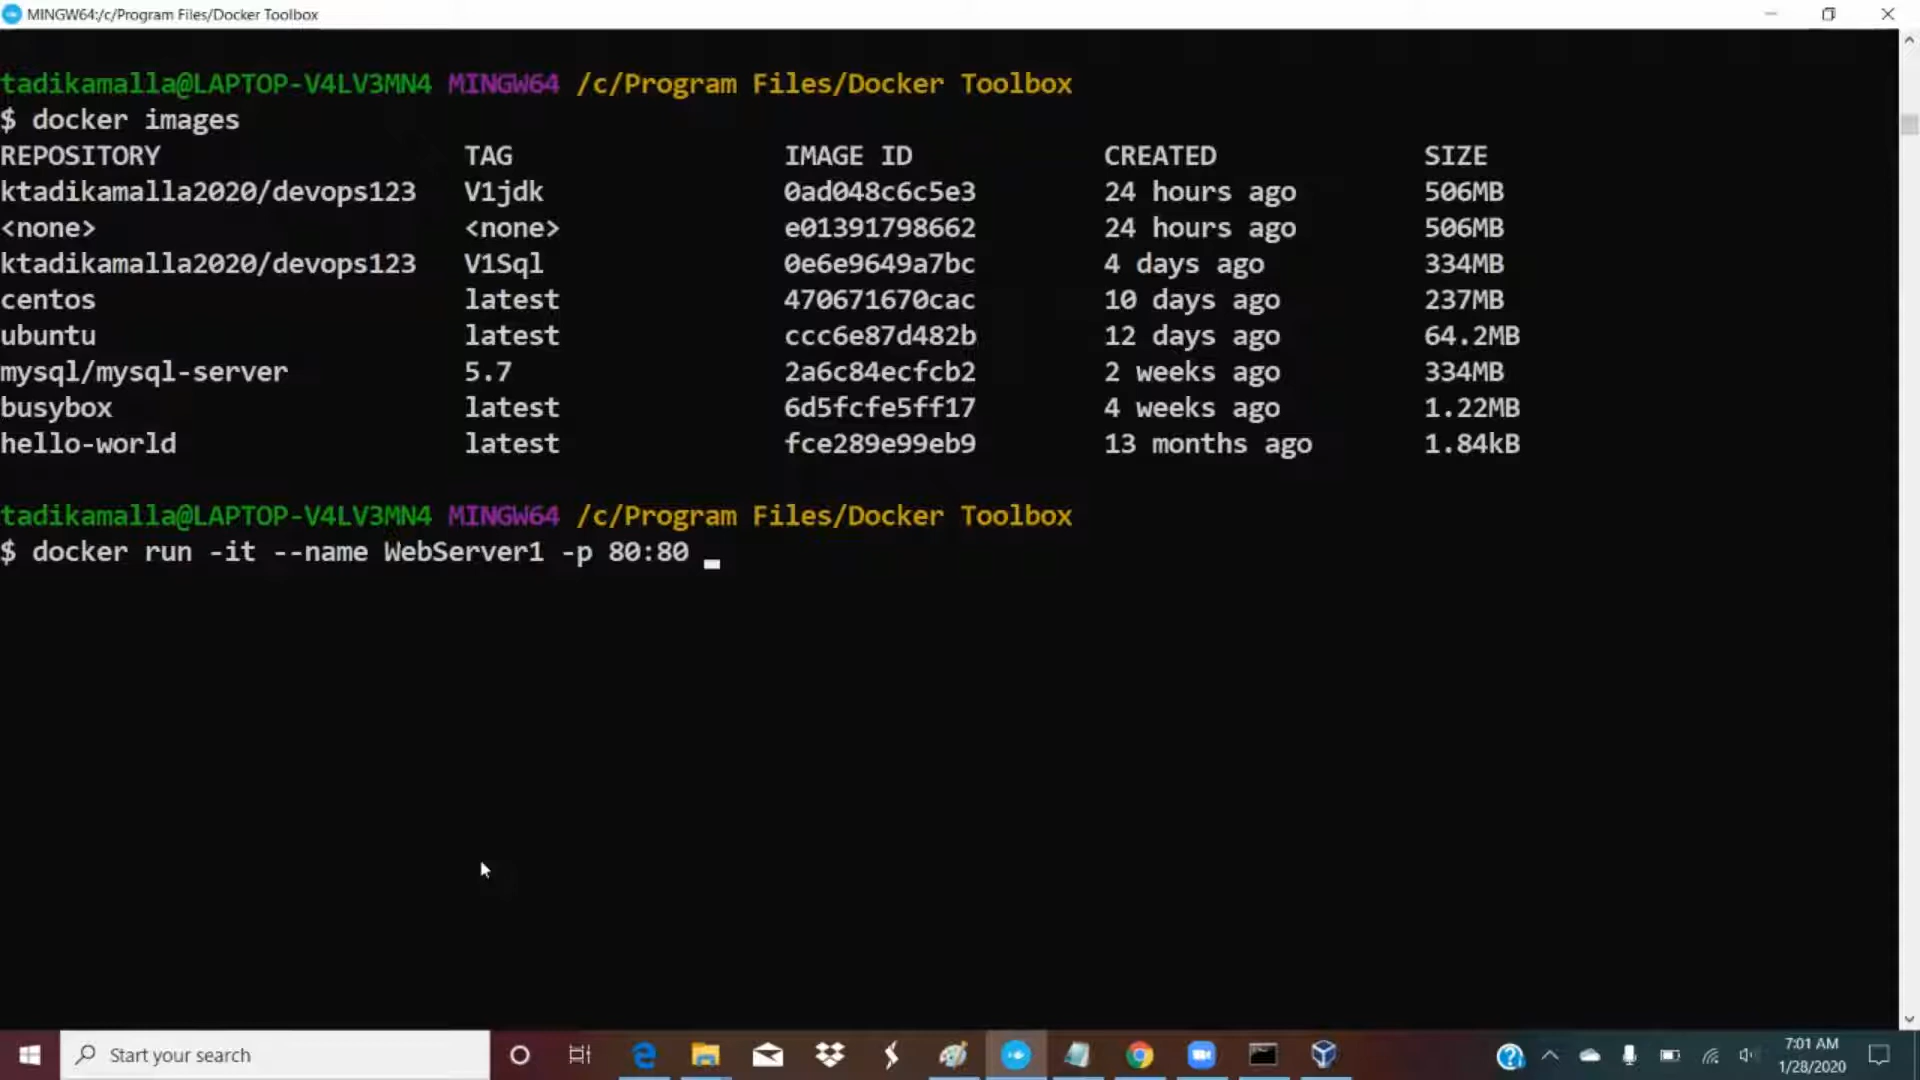 MINGW64:/c/Program Files/Docker Toolbox
tadikamalla@LAPTOP-V4LV3MN4 MINGW64 /c/Program Files/Docker Toolbox
$ docker images
REPOSITORY TAG IMAGE ID CREATED SIZE
ktadikamalla2020/devops123 V1jdk 0ad048c6c5e3 24 hours ago 506MB
<none> <none> e01391798662 24 hours ago 506MB
ktadikamalla2020/devops123 V1Sql 0e6e9649a7bc 4 days ago 334MB
centos latest 470671670cac 10 days ago 237MB
ubuntu latest ccc6e87d482b 12 days ago 64.2MB
mysql/mysql-server 5.7 2a6c84ecfcb2 2 weeks ago 334MB
busybox latest 6d5fcfe5ff17 4 weeks ago 1.22MB
hello-world latest fce289e99eb9 13 months ago 1.84kB
tadikamalla@LAPTOP-V4LV3MN4 MINGW64 /c/Program Files/Docker Toolbox
$ docker run -it --name WebServer1 -p 80:80
Start your search
7:01 AM
1/28/2020